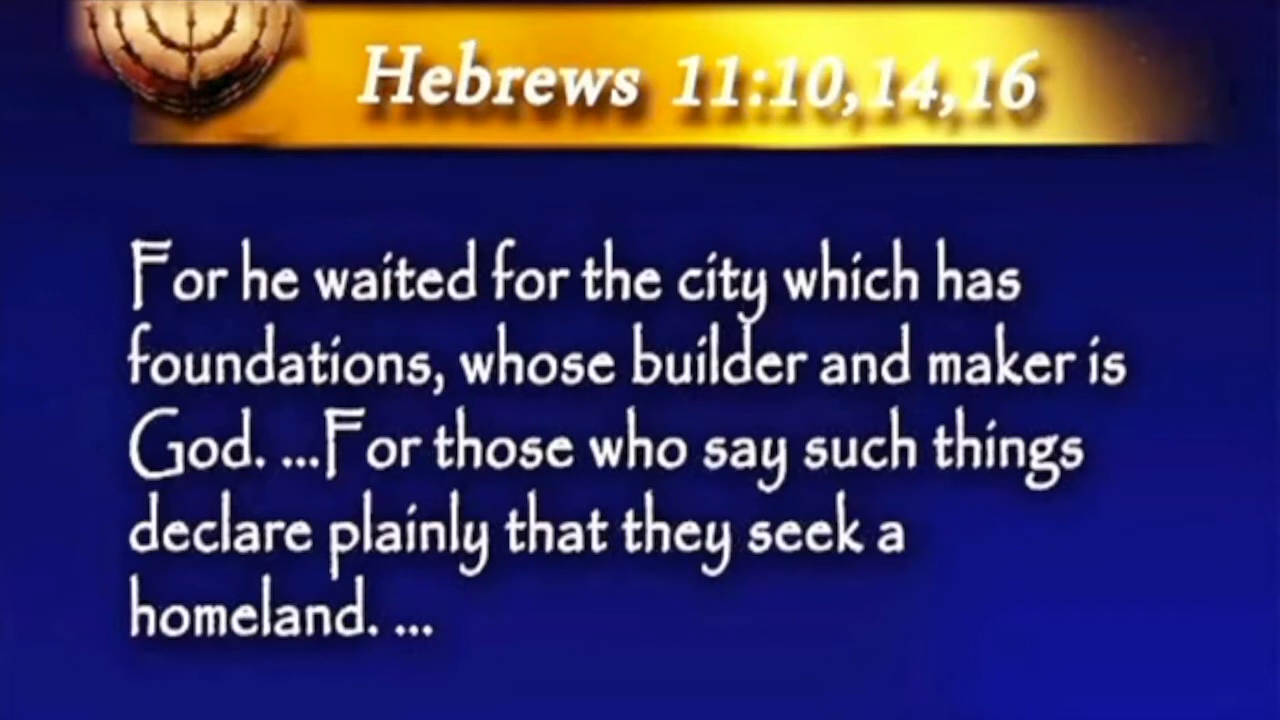 Hebrews 11:10,14,16
For he waited for the city which has
foundations, whose builder and maker is
God. ...For those who say such things
declare plainly that they seek a
homeland. ...